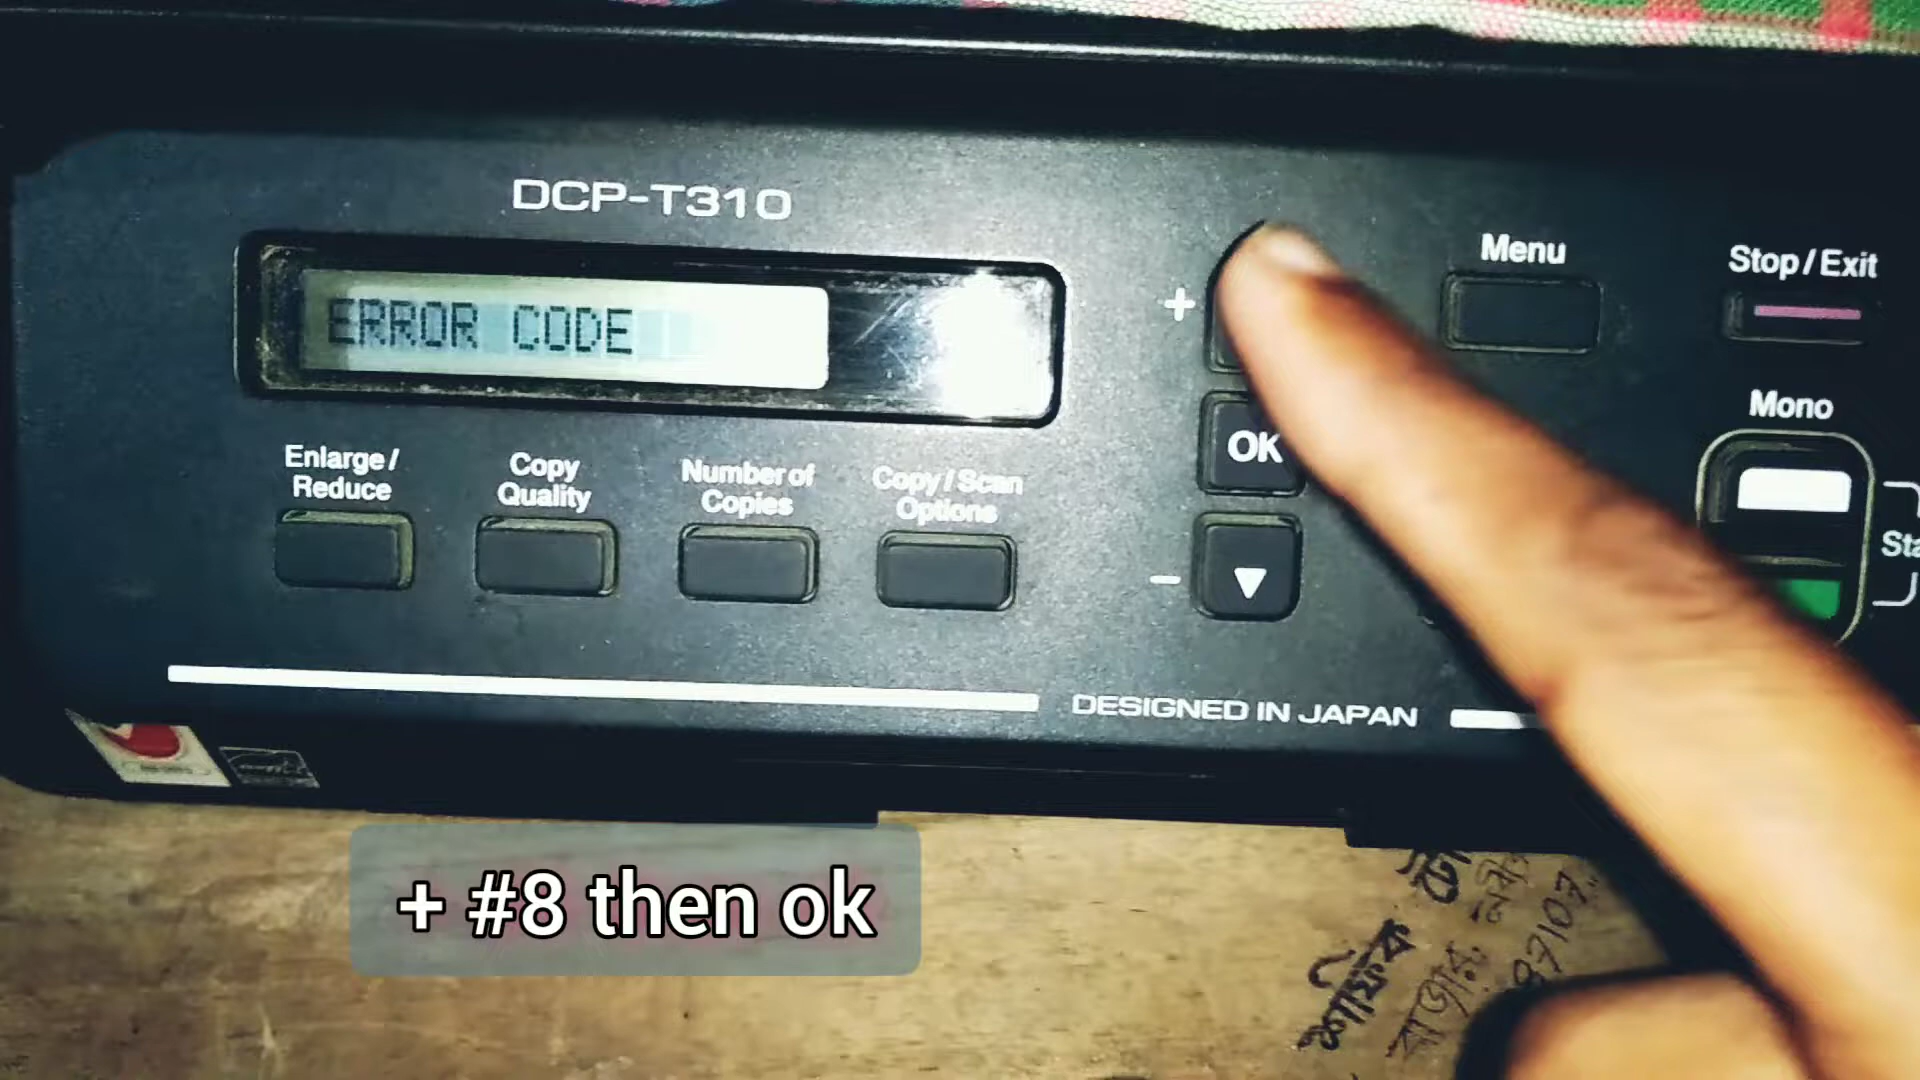 DCP-T310
ERROR CODE
+
Menu
Stop/Exit
OK
Mono
Enlarge/
Reduce
Copy
Quality
Number of
Copies
Copy/Scan
Options
-
DESIGNED IN JAPAN
+ #8 then ok
97107